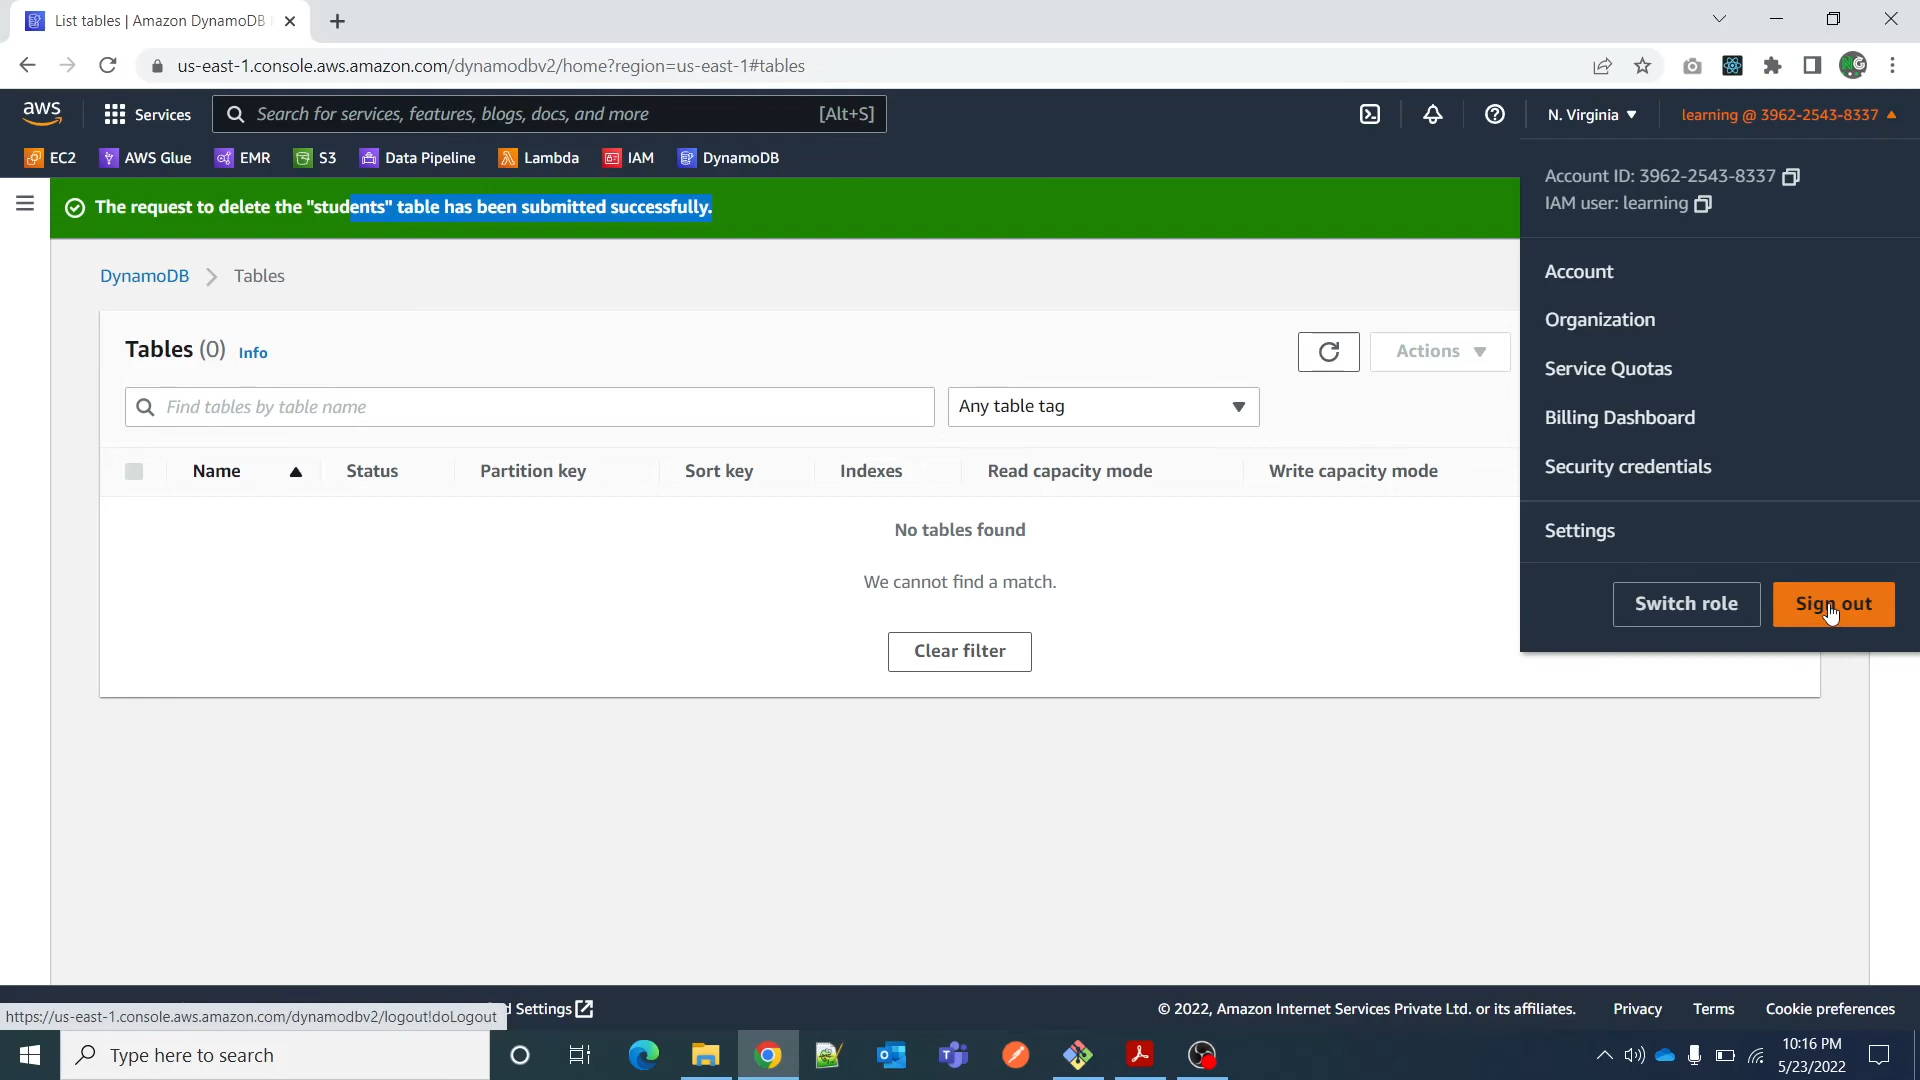 List tables | Amazon DynamoDB
us-east-1.console.aws.amazon.com/dynamodbv2/home?region=us-east-1#tables
aws
Services
Search for services, features, blogs, docs, and more
[Alt+S]
N. Virginia
learning @ 3962-2543-8337
EC2
AWS Glue
EMR
S3
Data Pipeline
Lambda
IAM
DynamoDB
Account ID: 3962-2543-8337
IAM user: learning
The request to delete the "students" table has been submitted successfully.
DynamoDB
Tables
Account
Organization
Service Quotas
Billing Dashboard
Security credentials
Settings
Switch role
Sign out
Tables (0)
Info
Actions
Find tables by table name
Any table tag
Name
Status
Partition key
Sort key
Indexes
Read capacity mode
Write capacity mode
No tables found
We cannot find a match.
Clear filter
https://us-east-1.console.aws.amazon.com/dynamodbv2/logout!doLogout
Settings
© 2022, Amazon Internet Services Private Ltd. or its affiliates.
Privacy
Terms
Cookie preferences
Type here to search
10:16 PM
5/23/2022